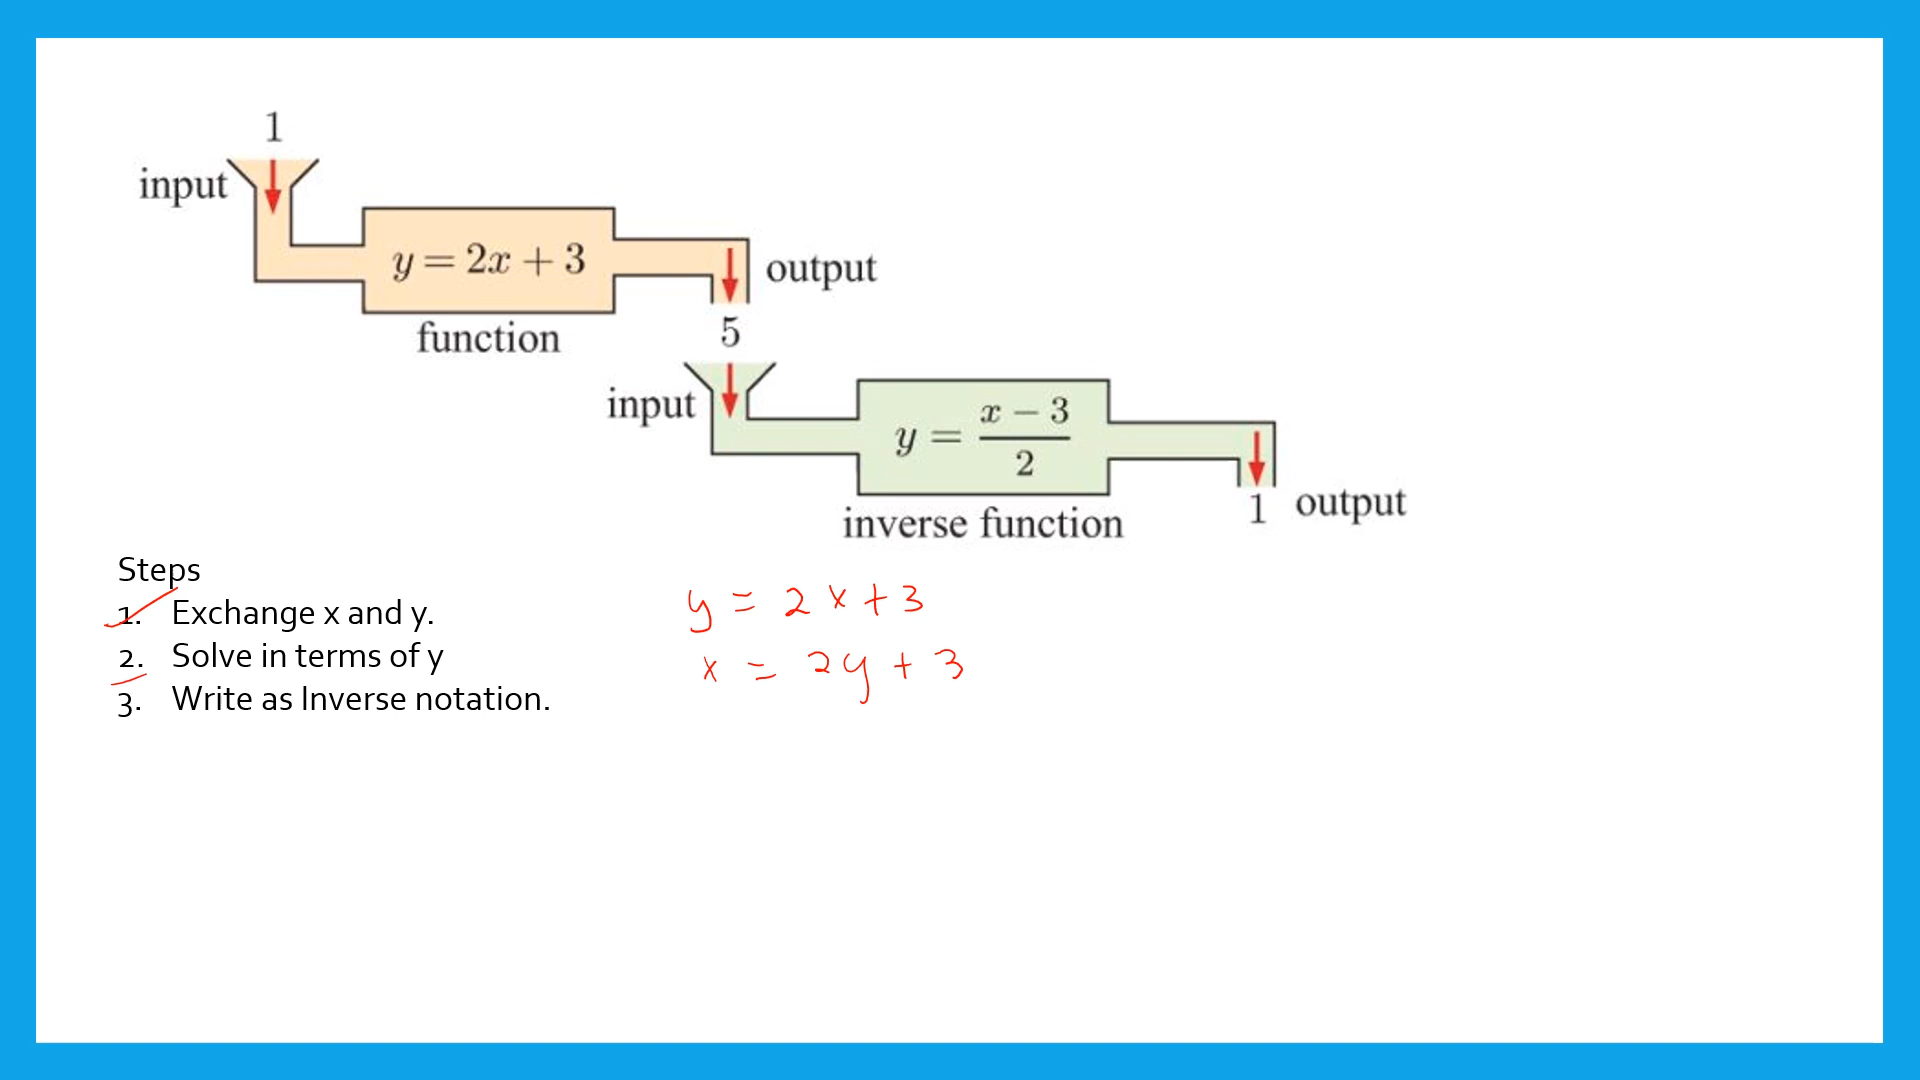 1
input
y = 2x + 3
output
function
5
input
y = \frac{x - 3}{2}
1 output
inverse function
Steps
1. Exchange x and y.
2. Solve in terms of y
3. Write as Inverse notation.
y = 2x+3
x = 2y + 3